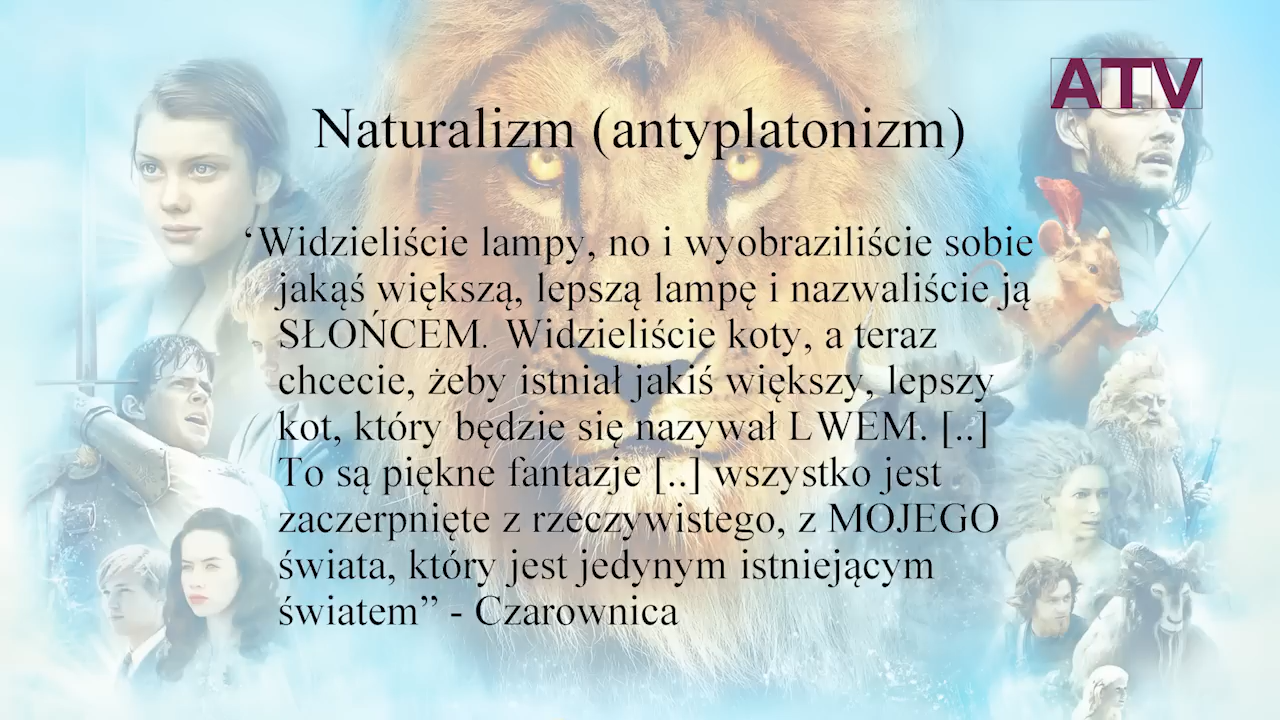 ATV
Naturalizm (antyplatonizm)
‘Widzieliście lampy, no i wyobraziliście sobie
jakąś większą, lepszą lampę i nazwaliście ją
SŁOŃCEM. Widzieliście koty, a teraz
chcecie, żeby istniał jakiś większy, lepszy
kot, który będzie się nazywał LWEM. [..]
To są piękne fantazje [..] wszystko jest
zaczerpnięte z rzeczywistego, z MOJEGO
świata, który jest jedynym istniejącym
światem” - Czarownica